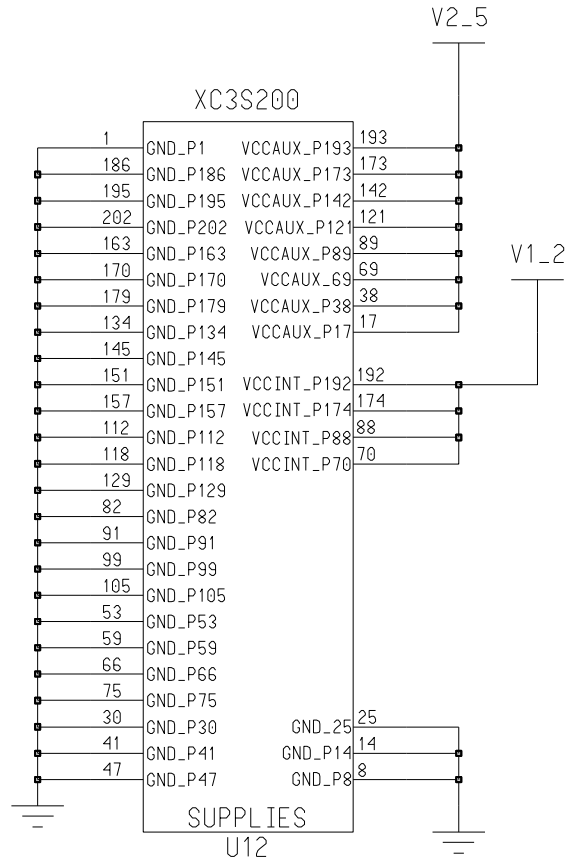 V2_5
XC3S200
1 GND_P1 VCCAUX_P193 193
186 GND_P186 VCCAUX_P173 173
195 GND_P195 VCCAUX_P142 142
202 GND_P202 VCCAUX_P121 121
163 GND_P163 VCCAUX_P89 89
V1_2
170 GND_P170 VCCAUX_69 69
179 GND_P179 VCCAUX_P38 38
134 GND_P134 VCCAUX_P17 17
145 GND_P145
151 GND_P151 VCCINT_P192 192
157 GND_P157 VCCINT_P174 174
112 GND_P112 VCCINT_P88 88
118 GND_P118 VCCINT_P70 70
129 GND_P129
82 GND_P82
91 GND_P91
99 GND_P99
105 GND_P105
53 GND_P53
59 GND_P59
66 GND_P66
75 GND_P75
30 GND_P30 GND_25 25
41 GND_P41 GND_P14 14
47 GND_P47 GND_P8 8
SUPPLIES
U12